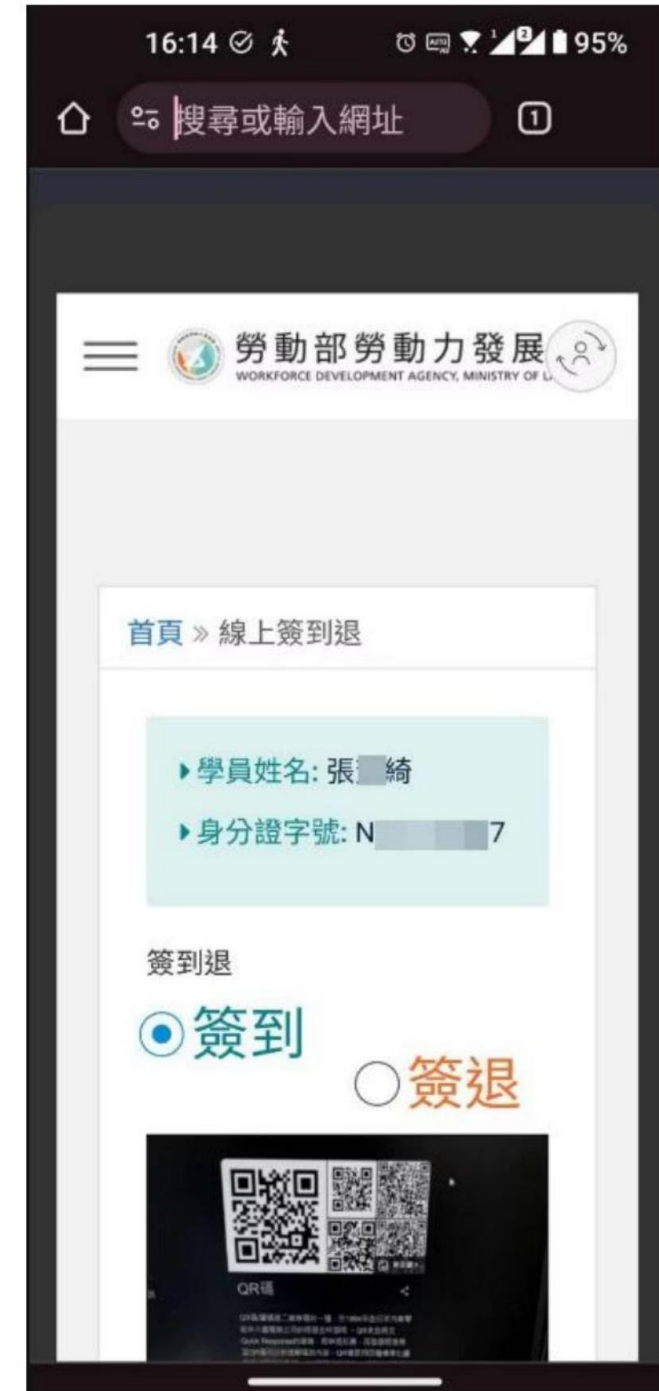 16:14
95%
搜尋或輸入網址
1
勞動部勞動力發展
WORKFORCE DEVELOPMENT AGENCY, MINISTRY OF
首頁 » 線上簽到退
學員姓名: 張 綺
身分證字號: N 7
簽到退
簽到
簽退
QR碼